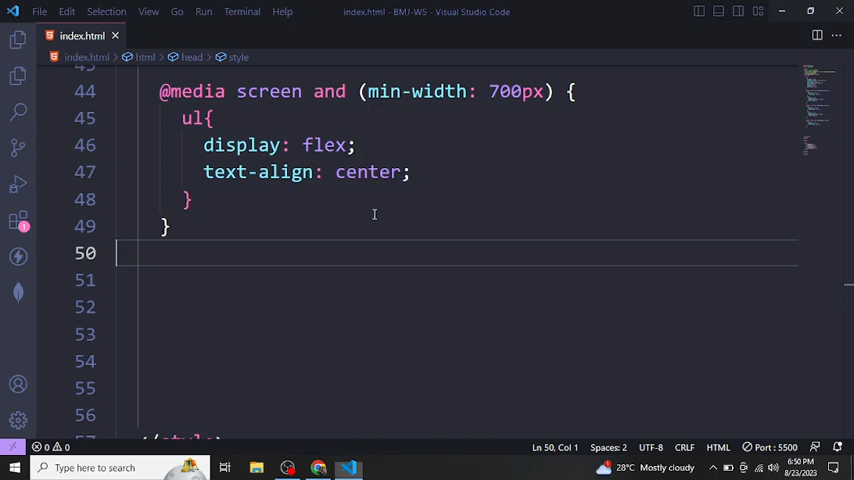 File Edit Selection View Go Run Terminal Help
index.html - BMJ-W5 - Visual Studio Code
index.html
index.html > html > head > style
44 @media screen and (min-width: 700px) {
45 ul{
46 display: flex;
47 text-align: center;
48 }
49 }
50
51
52
53
54
55
56
1
0 0 Ln 50, Col 1 Spaces: 2 UTF-8 CRLF HTML Port : 5500
Type here to search 28°C Mostly cloudy 6:50 PM
8/23/2023